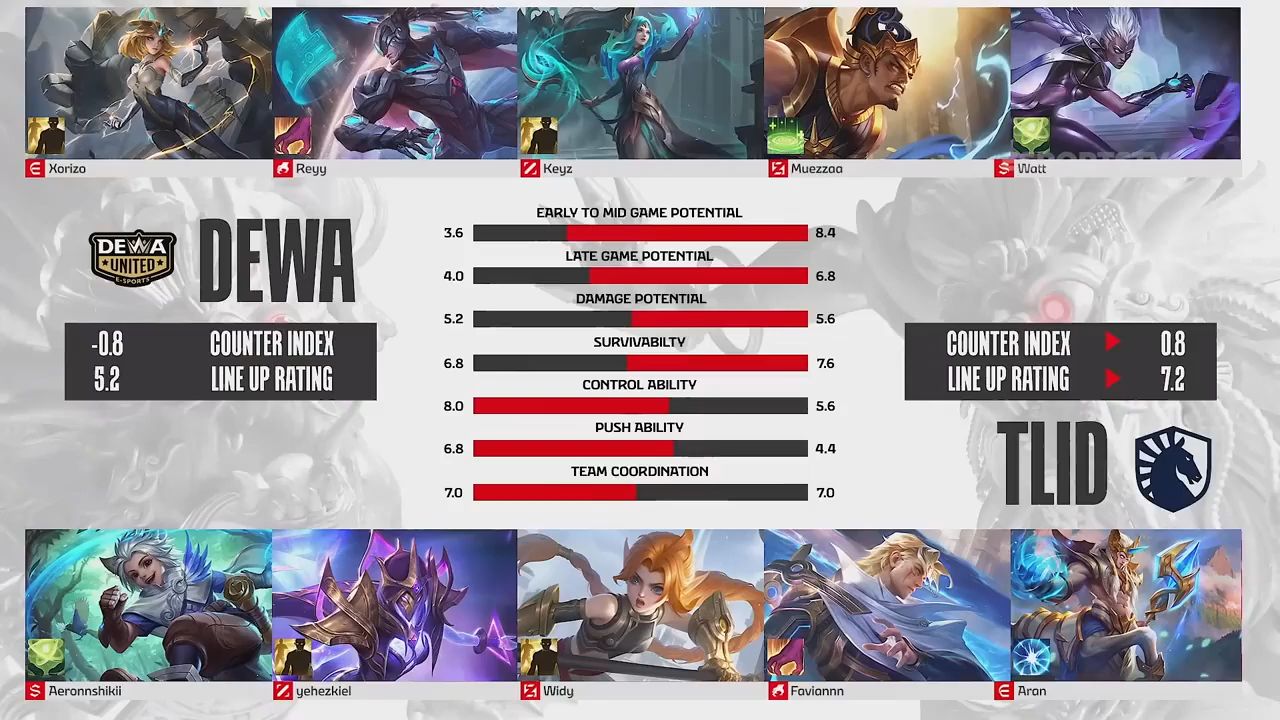 Xorizo
Reyy
Keyz
Muezzaa
Watt
DEWA
UNITED
E-SPORTS
DEWA
-0.8 COUNTER INDEX
5.2 LINE UP RATING
EARLY TO MID GAME POTENTIAL
3.6 8.4
LATE GAME POTENTIAL
4.0 6.8
DAMAGE POTENTIAL
5.2 5.6
SURVIVABILTY
6.8 7.6
CONTROL ABILITY
8.0 5.6
PUSH ABILITY
6.8 4.4
TEAM COORDINATION
7.0 7.0
COUNTER INDEX 0.8
LINE UP RATING 7.2
TLID
Aeronnshikii
yehezkiel
Widy
Faviannn
Aran